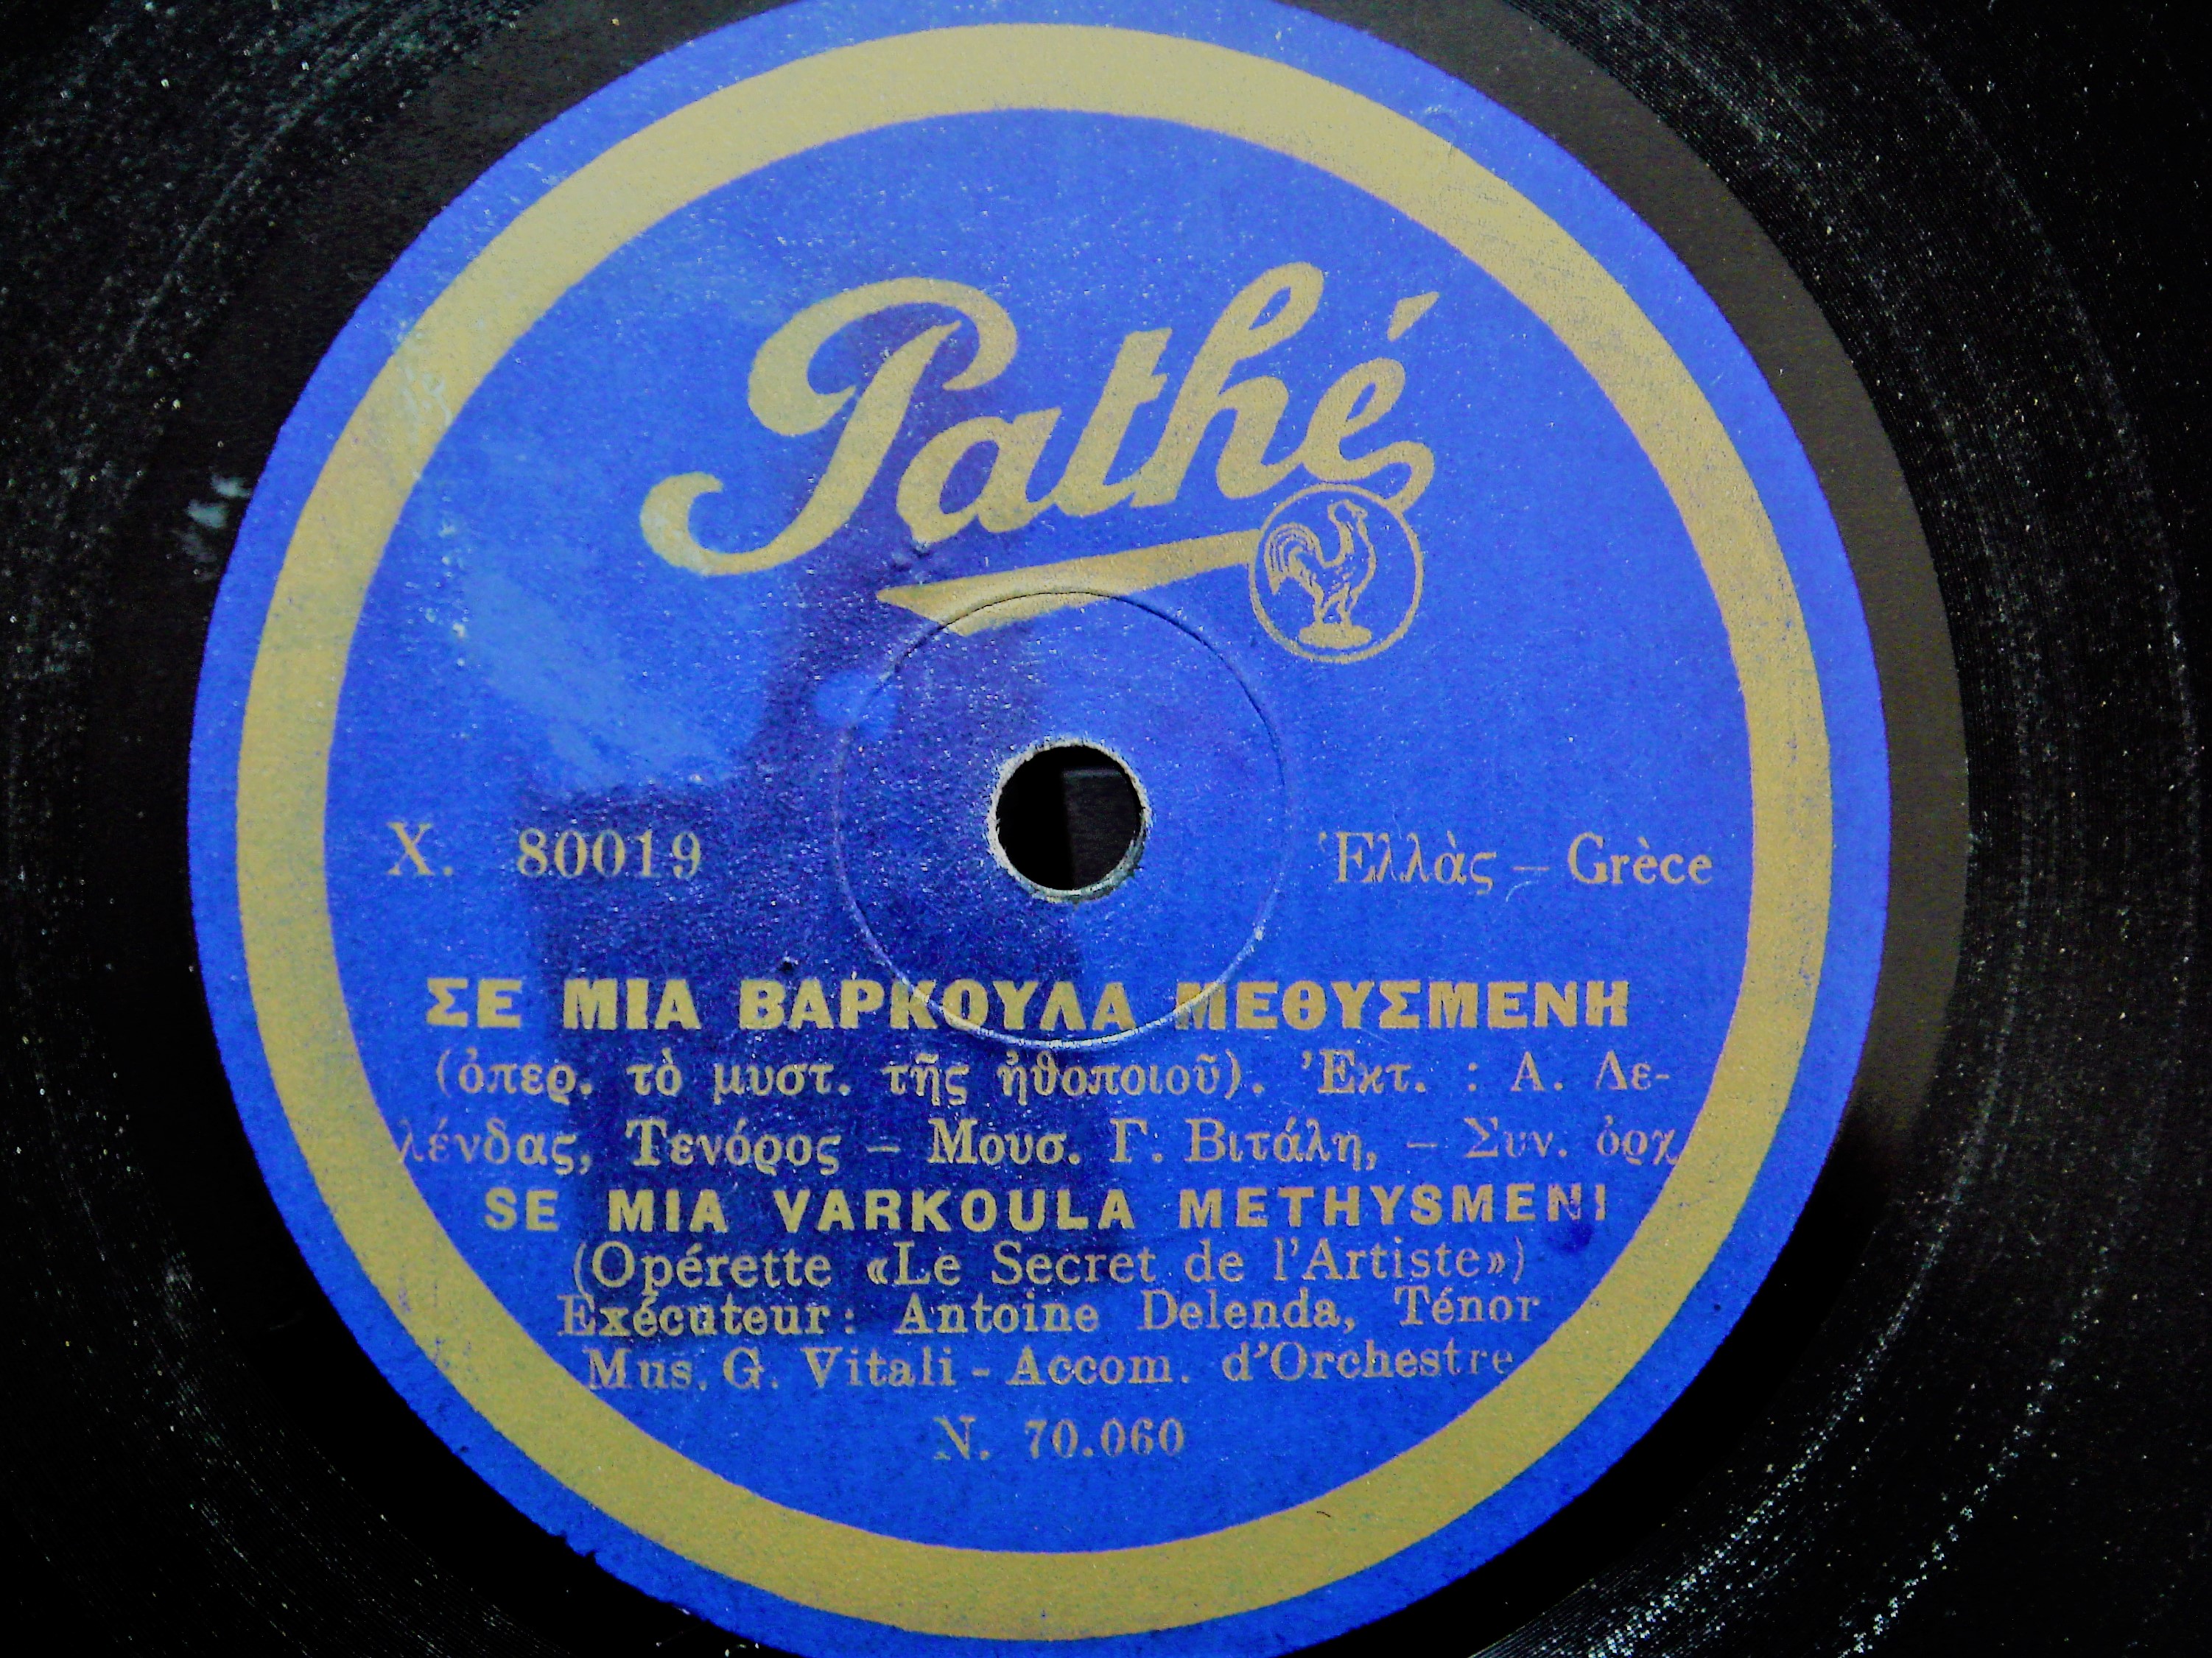 Pathé
X. 80019
Ἑλλὰς – Grèce
ΣΕ ΜΙΑ ΒΑΡΚΟΥΛΑ ΜΕΘΥΣΜΕΝΗ
(ὀπερ. τὸ μυστ. τῆς ἠθοποιοῦ). Ἐκτ. : Α. Δε-
λένδας, Τενόρος – Μουσ. Γ. Βιτάλη, – Συν. ὀρχ
SE MIA VARKOULA METHYSMENI
(Opérette «Le Secret de l'Artiste»)
Exécuteur: Antoine Delenda, Ténor
Mus. G. Vitali - Accom. d'Orchestre
N. 70.060